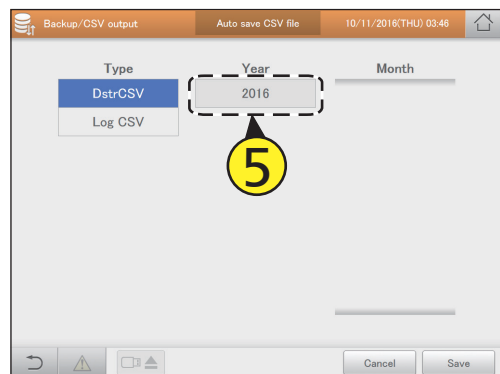 Backup/CSV output Auto save CSV file 10/11/2016(THU) 03:46
Type Year Month
DstrCSV 2016
Log CSV
5
Cancel Save